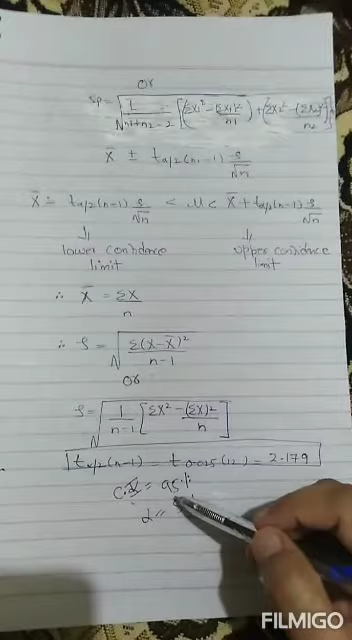 or
Sp = √ 1/n1+n2-2 [(Σx1² - (Σx1)²/n1) + (Σx2² - (Σx2)²/n2)]
x̄ ± tα/2(n-1) s/√n
x̄ = tα/2(n-1) s/√n < μ < x̄ + tα/2(n-1) s/√n
⇓ ⇓
lower confidence upper confidence
limit limit
∴ x̄ = Σx/n
∴ s = √ Σ(x-x̄)²/n-1
or
s = √ 1/n-1 [Σx² - (Σx)²/n]
tα/2(n-1) = t0.025(12) = 2.179
C.I = 95%
α =
FILMIGO